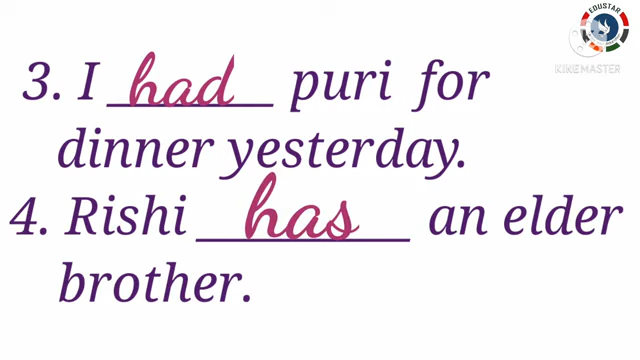 EDUSTAR
KINEMASTER
3. I had puri for
dinner yesterday.
4. Rishi has an elder
brother.